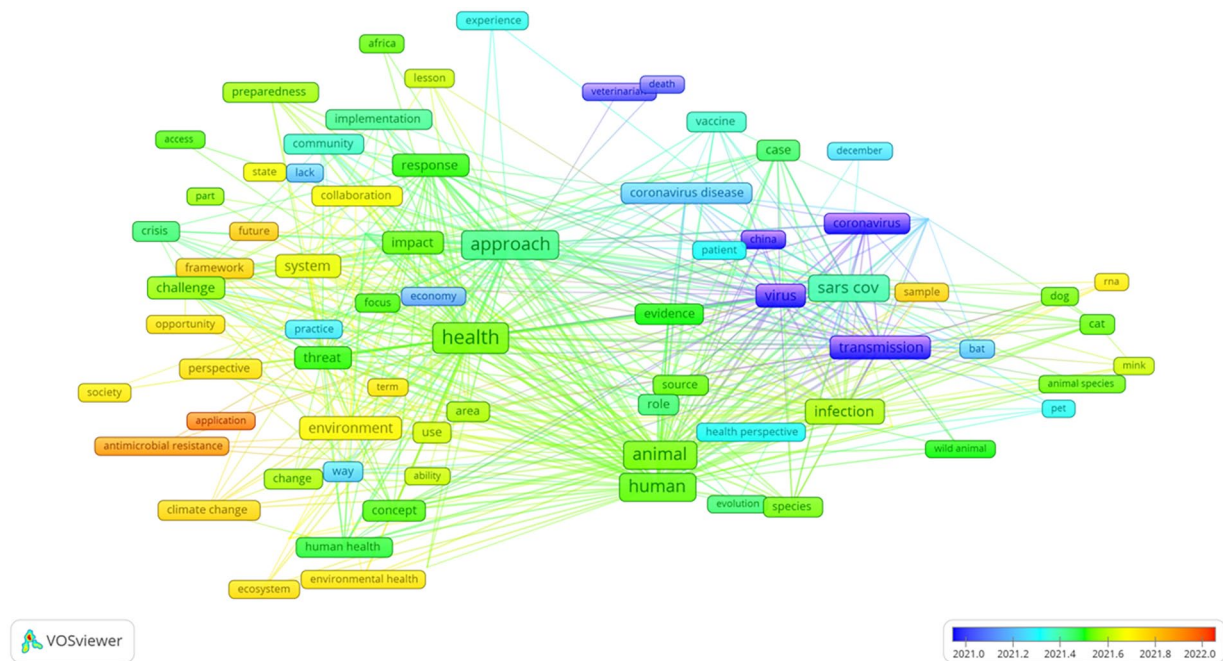 experience
africa
lesson
veterinarian
death
preparedness
implementation
vaccine
access
community
response
case
december
state
lack
collaboration
coronavirus disease
part
crisis
future
impact
approach
china
patient
coronavirus
framework
system
challenge
focus
economy
virus
sars cov
sample
rna
dog
opportunity
practice
evidence
cat
threat
health
transmission
bat
perspective
mink
society
term
source
animal species
application
area
role
infection
pet
antimicrobial resistance
environment
use
health perspective
animal
wild animal
change
way
ability
human
climate change
concept
evolution
species
human health
ecosystem
environmental health
VOSviewer
2021.0 2021.2 2021.4 2021.6 2021.8 2022.0